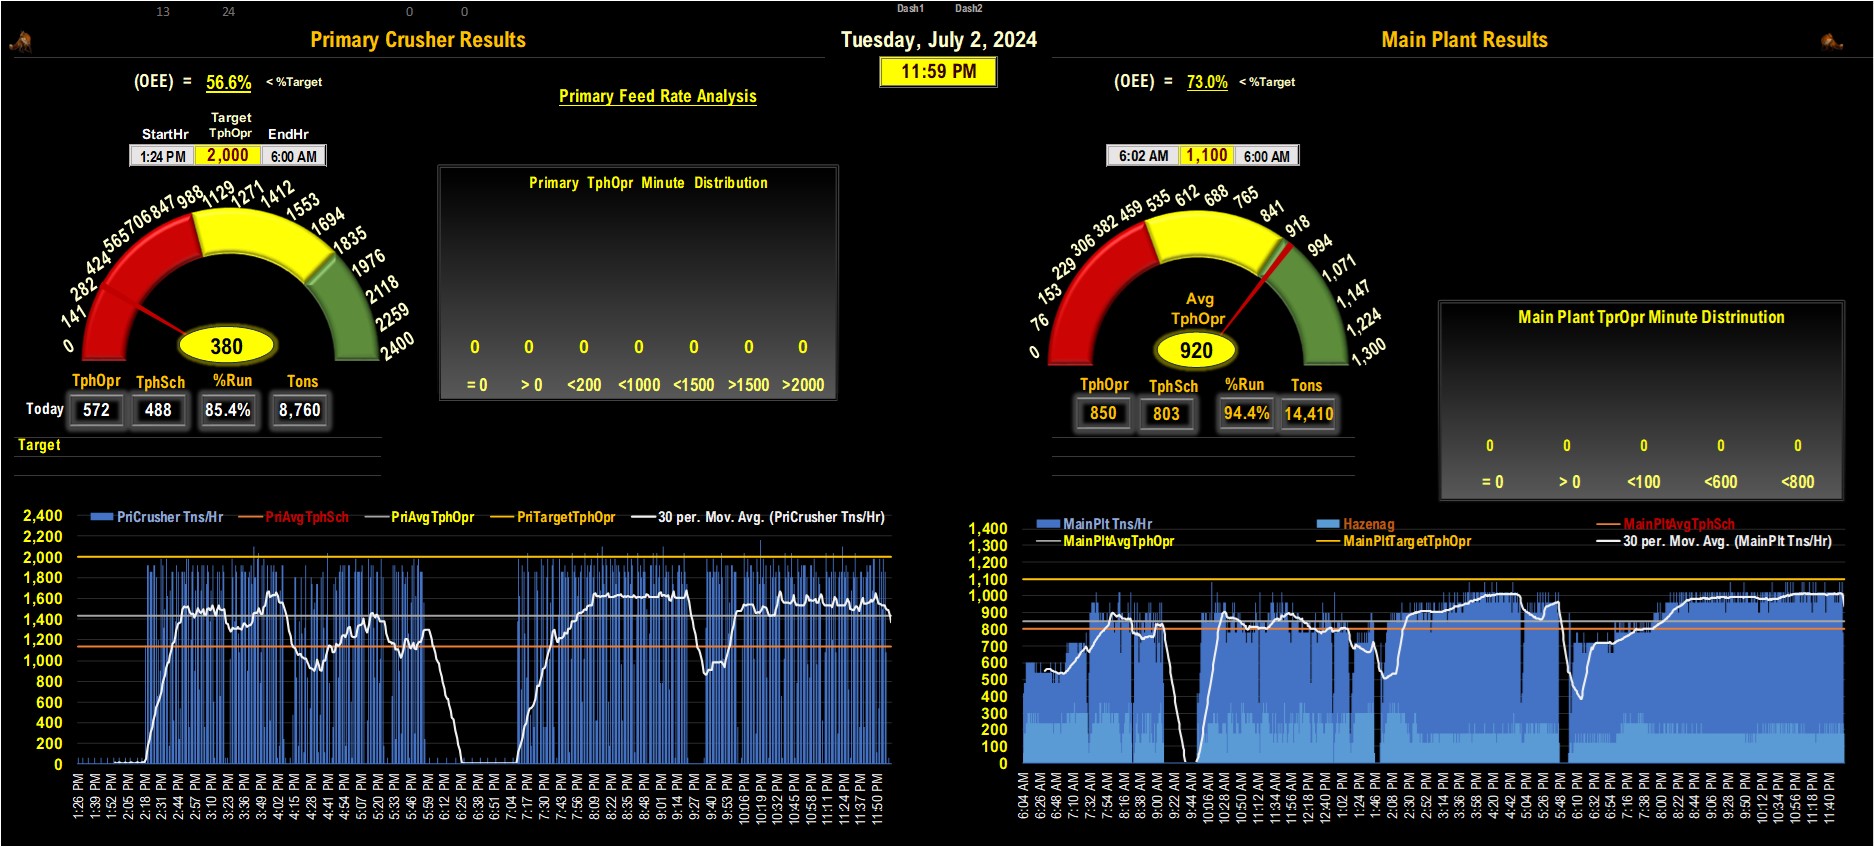 13 24 0 0 Dash1 Dash2
Primary Crusher Results
Tuesday, July 2, 2024
Main Plant Results
11:59 PM
(OEE) = 56.6% < %Target
Primary Feed Rate Analysis
StartHr Target TphOpr EndHr
1:24 PM 2,000 6:00 AM
0 141 282 424 565 706 847 988 1129 1271 1412 1553 1694 1835 1976 2118 2259 2400
380
TphOpr TphSch %Run Tons
Today 572 488 85.4% 8,760
Target
Primary TphOpr Minute Distribution
0 0 0 0 0 0 0
= 0 > 0 <200 <1000 <1500 >1500 >2000
(OEE) = 73.0% < %Target
6:02 AM 1,100 6:00 AM
0 76 153 229 306 382 459 535 612 688 765 841 918 994 1,071 1,147 1,224 1,300
Avg
TphOpr
920
TphOpr TphSch %Run Tons
850 803 94.4% 14,410
Main Plant TprOpr Minute Distrinution
0 0 0 0 0
= 0 > 0 <100 <600 <800
PriCrusher Tns/Hr PriAvgTphSch PriAvgTphOpr PriTargetTphOpr 30 per. Mov. Avg. (PriCrusher Tns/Hr)
2,400
2,200
2,000
1,800
1,600
1,400
1,200
1,000
800
600
400
200
0
1:26 PM 1:39 PM 1:52 PM 2:05 PM 2:18 PM 2:31 PM 2:44 PM 2:57 PM 3:10 PM 3:23 PM 3:36 PM 3:49 PM 4:02 PM 4:15 PM 4:28 PM 4:41 PM 4:54 PM 5:07 PM 5:20 PM 5:33 PM 5:46 PM 5:59 PM 6:12 PM 6:25 PM 6:38 PM 6:51 PM 7:04 PM 7:17 PM 7:30 PM 7:43 PM 7:56 PM 8:09 PM 8:22 PM 8:35 PM 8:48 PM 9:01 PM 9:14 PM 9:27 PM 9:40 PM 9:53 PM 10:06 PM 10:19 PM 10:32 PM 10:45 PM 10:58 PM 11:11 PM 11:24 PM 11:37 PM 11:50 PM
MainPlt Tns/Hr Hazenag MainPltAvgTphSch
MainPltAvgTphOpr MainPltTargetTphOpr 30 per. Mov. Avg. (MainPlt Tns/Hr)
1,400
1,300
1,200
1,100
1,000
900
800
700
600
500
400
300
200
100
0
6:04 AM 6:26 AM 6:48 AM 7:10 AM 7:32 AM 7:54 AM 8:16 AM 8:38 AM 9:00 AM 9:22 AM 9:44 AM 10:06 AM 10:28 AM 10:50 AM 11:12 AM 11:34 AM 11:56 AM 12:18 PM 12:40 PM 1:02 PM 1:24 PM 1:46 PM 2:08 PM 2:30 PM 2:52 PM 3:14 PM 3:36 PM 3:58 PM 4:20 PM 4:42 PM 5:04 PM 5:26 PM 5:48 PM 6:10 PM 6:32 PM 6:54 PM 7:16 PM 7:38 PM 8:00 PM 8:22 PM 8:44 PM 9:06 PM 9:28 PM 9:50 PM 10:12 PM 10:34 PM 10:56 PM 11:18 PM 11:40 PM